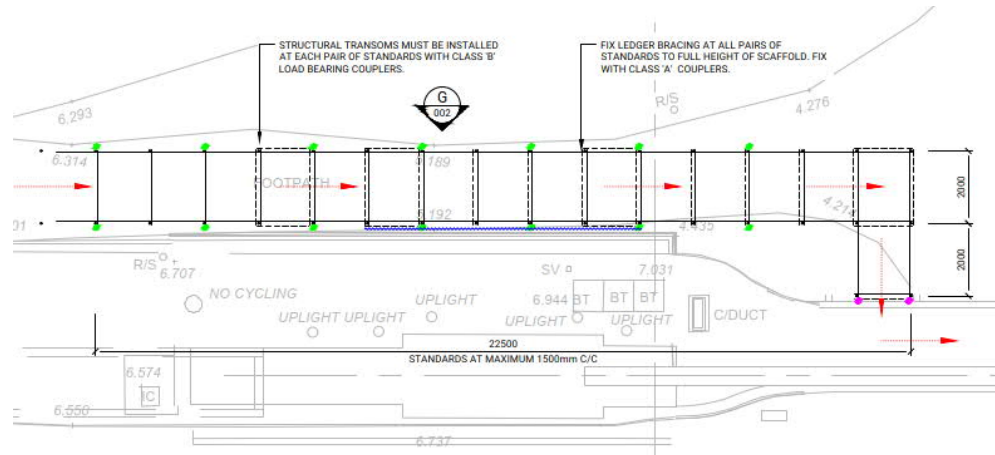 STRUCTURAL TRANSOMS MUST BE INSTALLED
AT EACH PAIR OF STANDARDS WITH CLASS 'B'
LOAD BEARING COUPLERS.
FIX LEDGER BRACING AT ALL PAIRS OF
STANDARDS TO FULL HEIGHT OF SCAFFOLD. FIX
WITH CLASS 'A' COUPLERS.
G
002
R/S
6.293
4.276
6.314
FOOTPATH
2000
4.214
6.192
4.435
2000
R/S
6.707
SV
7.031
NO CYCLING
UPLIGHT
6.944
BT
BT
BT
C/DUCT
UPLIGHT
UPLIGHT
UPLIGHT
UPLIGHT
22500
STANDARDS AT MAXIMUM 1500mm C/C
6.574
IC
6.550
6.737